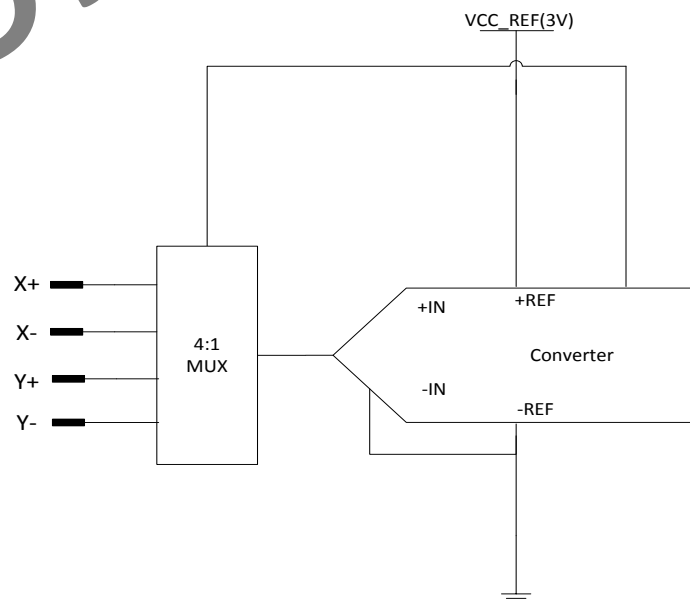 VCC_REF(3V)
X+
X-
Y+
Y-
4:1
MUX
+IN
+REF
Converter
-IN
-REF